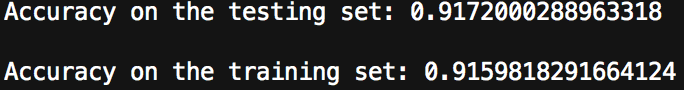 Accuracy on the testing set: 0.9172000288963318
Accuracy on the training set: 0.9159818291664124